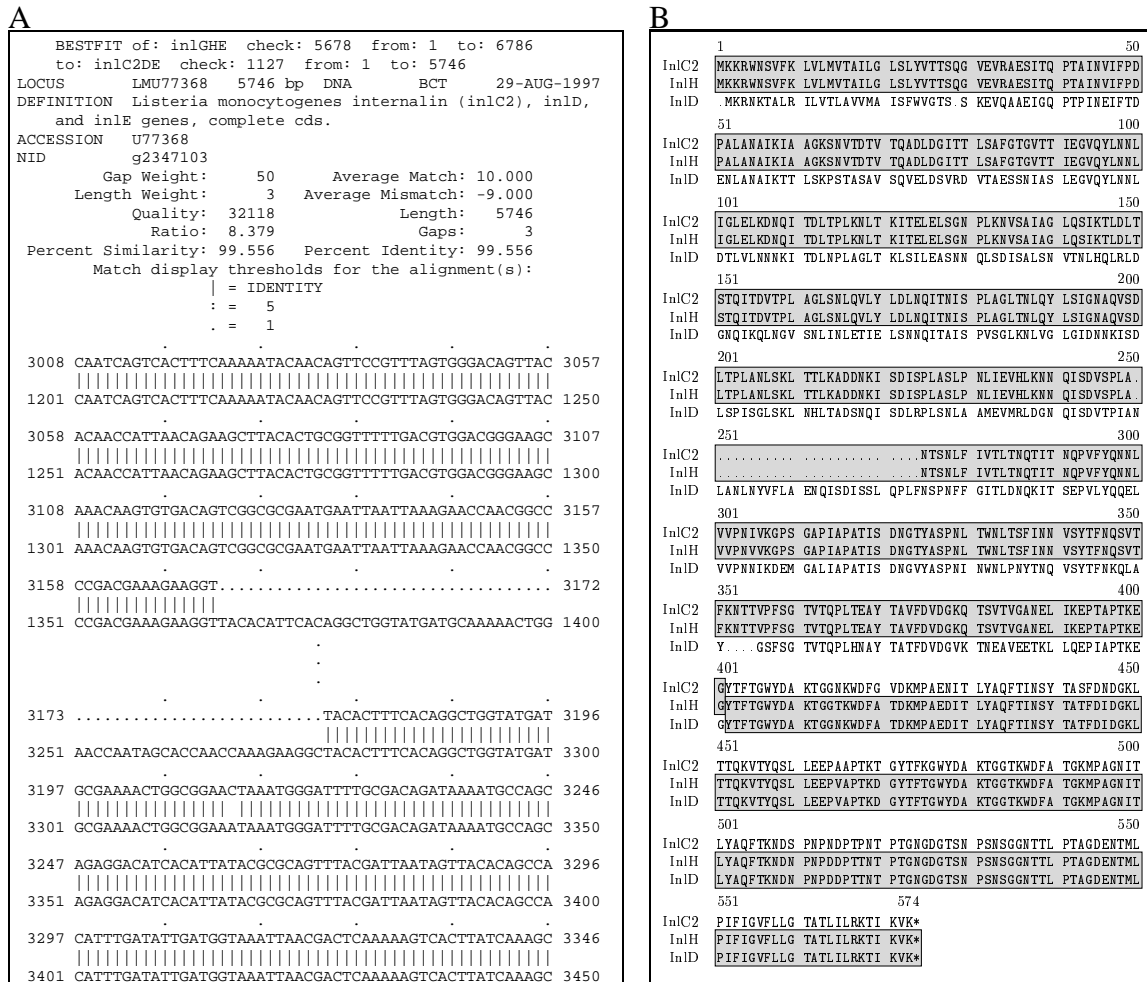 A
BESTFIT of: inlGHE check: 5678 from: 1 to: 6786
to: inlC2DE check: 1127 from: 1 to: 5746
LOCUS LMU77368 5746 bp DNA BCT 29-AUG-1997
DEFINITION Listeria monocytogenes internalin (inlC2), inlD,
and inlE genes, complete cds.
ACCESSION U77368
NID g2347103
Gap Weight: 50 Average Match: 10.000
Length Weight: 3 Average Mismatch: -9.000
Quality: 32118 Length: 5746
Ratio: 8.379 Gaps: 3
Percent Similarity: 99.556 Percent Identity: 99.556
Match display thresholds for the alignment(s):
| = IDENTITY
: = 5
. = 1
3008 CAATCAGTCACTTTCAAAAATACAACAGTTCCGTTTAGTGGGACAGTTAC 3057
||||||||||||||||||||||||||||||||||||||||||||||||||
1201 CAATCAGTCACTTTCAAAAATACAACAGTTCCGTTTAGTGGGACAGTTAC 1250
3058 ACAACCATTAACAGAAGCTTACACTGCGGTTTTTGACGTGGACGGGAAGC 3107
||||||||||||||||||||||||||||||||||||||||||||||||||
1251 ACAACCATTAACAGAAGCTTACACTGCGGTTTTTGACGTGGACGGGAAGC 1300
3108 AAACAAGTGTGACAGTCGGCGCGAATGAATTAATTAAAGAACCAACGGCC 3157
||||||||||||||||||||||||||||||||||||||||||||||||||
1301 AAACAAGTGTGACAGTCGGCGCGAATGAATTAATTAAAGAACCAACGGCC 1350
3158 CCGACGAAAGAAGGT................................... 3172
|||||||||||||||
1351 CCGACGAAAGAAGGTTACACATTCACAGGCTGGTATGATGCAAAAACTGG 1400
.
.
.
3173 ..........................TACACTTTCACAGGCTGGTATGAT 3196
||||||||||||||||||||||||
3251 AACCAATAGCACCAACCAAAGAAGGCTACACTTTCACAGGCTGGTATGAT 3300
3197 GCGAAAACTGGCGGAACTAAATGGGATTTTGCGACAGATAAAATGCCAGC 3246
|||||||||||||||| |||||||||||||||||||||||||||||||||
3301 GCGAAAACTGGCGGAAATAAATGGGATTTTGCGACAGATAAAATGCCAGC 3350
3247 AGAGGACATCACATTATACGCGCAGTTTACGATTAATAGTTACACAGCCA 3296
||||||||||||||||||||||||||||||||||||||||||||||||||
3351 AGAGGACATCACATTATACGCGCAGTTTACGATTAATAGTTACACAGCCA 3400
3297 CATTTGATATTGATGGTAAATTAACGACTCAAAAAGTCACTTATCAAAGC 3346
||||||||||||||||||||||||||||||||||||||||||||||||||
3401 CATTTGATATTGATGGTAAATTAACGACTCAAAAAGTCACTTATCAAAGC 3450
B
1 50
InlC2 MKKRWNSVFK LVLMVTAILG LSLYVTTSQG VEVRAESITQ PTAINVIFPD
InlH MKKRWNSVFK LVLMVTAILG LSLYVTTSQG VEVRAESITQ PTAINVIFPD
InlD .MKRNKTALR ILVTLAVVMA ISFWVGTS.S KEVQAAEIGQ PTPINEIFTD
51 100
InlC2 PALANAIKIA AGKSNVTDTV TQADLDGITT LSAFGTGVTT IEGVQYLNNL
InlH PALANAIKIA AGKSNVTDTV TQADLDGITT LSAFGTGVTT IEGVQYLNNL
InlD ENLANAIKTT LSKPSTASAV SQVELDSVRD VTAESSNIAS LEGVQYLNNL
101 150
InlC2 IGLELKDNQI TDLTPLKNLT KITELELSGN PLKNVSAIAG LQSIKTLDLT
InlH IGLELKDNQI TDLTPLKNLT KITELELSGN PLKNVSAIAG LQSIKTLDLT
InlD DTLVLNNNKI TDLNPLAGLT KLSILEASNN QLSDISALSN VTNLHQLRLD
151 200
InlC2 STQITDVTPL AGLSNLQVLY LDLNQITNIS PLAGLTNLQY LSIGNAQVSD
InlH STQITDVTPL AGLSNLQVLY LDLNQITNIS PLAGLTNLQY LSIGNAQVSD
InlD GNQIKQLNGV SNLINLETIE LSNNQITAIS PVSGLKNLVG LGIDNNKISD
201 250
InlC2 LTPLANLSKL TTLKADDNKI SDISPLASLP NLIEVHLKNN QISDVSPLA.
InlH LTPLANLSKL TTLKADDNKI SDISPLASLP NLIEVHLKNN QISDVSPLA.
InlD LSPISGLSKL NHLTADSNQI SDLRPLSNLA AMEVMRLDGN QISDVTPIAN
251 300
InlC2 .......... .......... ....NTSNLF IVTLTNQTIT NQPVFYQNNL
InlH .......... .......... ....NTSNLF IVTLTNQTIT NQPVFYQNNL
InlD LANLNYVFLA ENQISDISSL QPLFNSPNFF GITLDNQKIT SEPVLYQQEL
301 350
InlC2 VVPNIVKGPS GAPIAPATIS DNGTYASPNL TWNLTSFINN VSYTFNQSVT
InlH VVPNVVKGPS GAPIAPATIS DNGTYASPNL TWNLTSFINN VSYTFNQSVT
InlD VVPNNIKDEM GALIAPATIS DNGVYASPNI NWNLPNYTNQ VSYTFNKQLA
351 400
InlC2 FKNTTVPFSG TVTQPLTEAY TAVFDVDGKQ TSVTVGANEL IKEPTAPTKE
InlH FKNTTVPFSG TVTQPLTEAY TAVFDVDGKQ TSVTVGANEL IKEPTAPTKE
InlD Y....GSFSG TVTQPLHNAY TATFDVDGVK TNEAVEETKL LQEPIAPTKE
401 450
InlC2 GYTFTGWYDA KTGGNKWDFG VDKMPAENIT LYAQFTINSY TASFDNDGKL
InlH GYTFTGWYDA KTGGTKWDFA TDKMPAEDIT LYAQFTINSY TATFDIDGKL
InlD GYTFTGWYDA KTGGNKWDFA TDKMPAEDIT LYAQFTINSY TATFDIDGKL
451 500
InlC2 TTQKVTYQSL LEEPAAPTKT GYTFKGWYDA KTGGTKWDFA TGKMPAGNIT
InlH TTQKVTYQSL LEEPVAPTKD GYTFTGWYDA KTGGTKWDFA TGKMPAGNIT
InlD TTQKVTYQSL LEEPVAPTKD GYTFTGWYDA KTGGTKWDFA TGKMPAGNIT
501 550
InlC2 LYAQFTKNDS PNPNDPTPNT PTGNGDGTSN PSNSGGNTTL PTAGDENTML
InlH LYAQFTKNDN PNPDDPTTNT PTGNGDGTSN PSNSGGNTTL PTAGDENTML
InlD LYAQFTKNDN PNPDDPTTNT PTGNGDGTSN PSNSGGNTTL PTAGDENTML
551 574
InlC2 PIFIGVFLLG TATLILRKTI KVK*
InlH PIFIGVFLLG TATLILRKTI KVK*
InlD PIFIGVFLLG TATLILRKTI KVK*